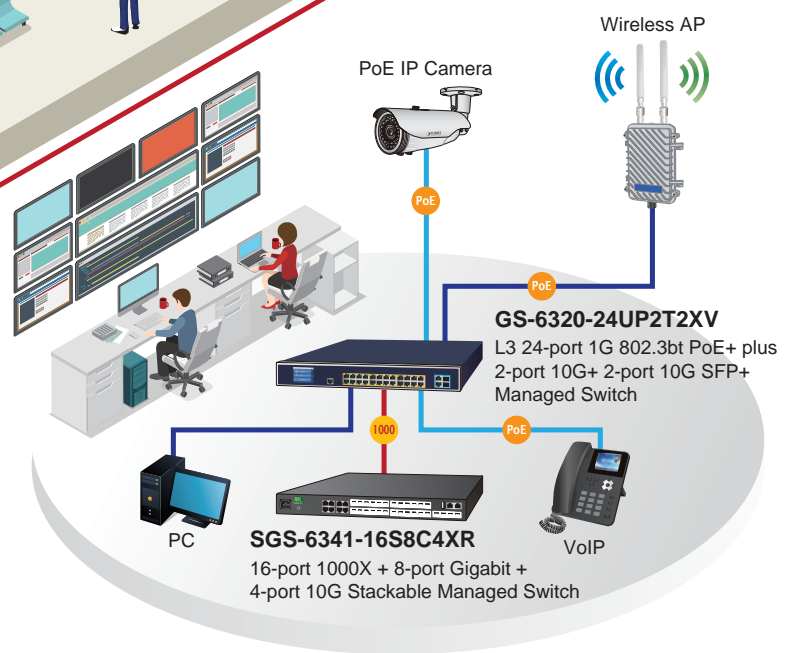 Wireless AP
PoE IP Camera
PoE
PoE
GS-6320-24UP2T2XV
L3 24-port 1G 802.3bt PoE+ plus
2-port 10G+ 2-port 10G SFP+
Managed Switch
1000
PoE
PC
SGS-6341-16S8C4XR
16-port 1000X + 8-port Gigabit +
4-port 10G Stackable Managed Switch
VoIP